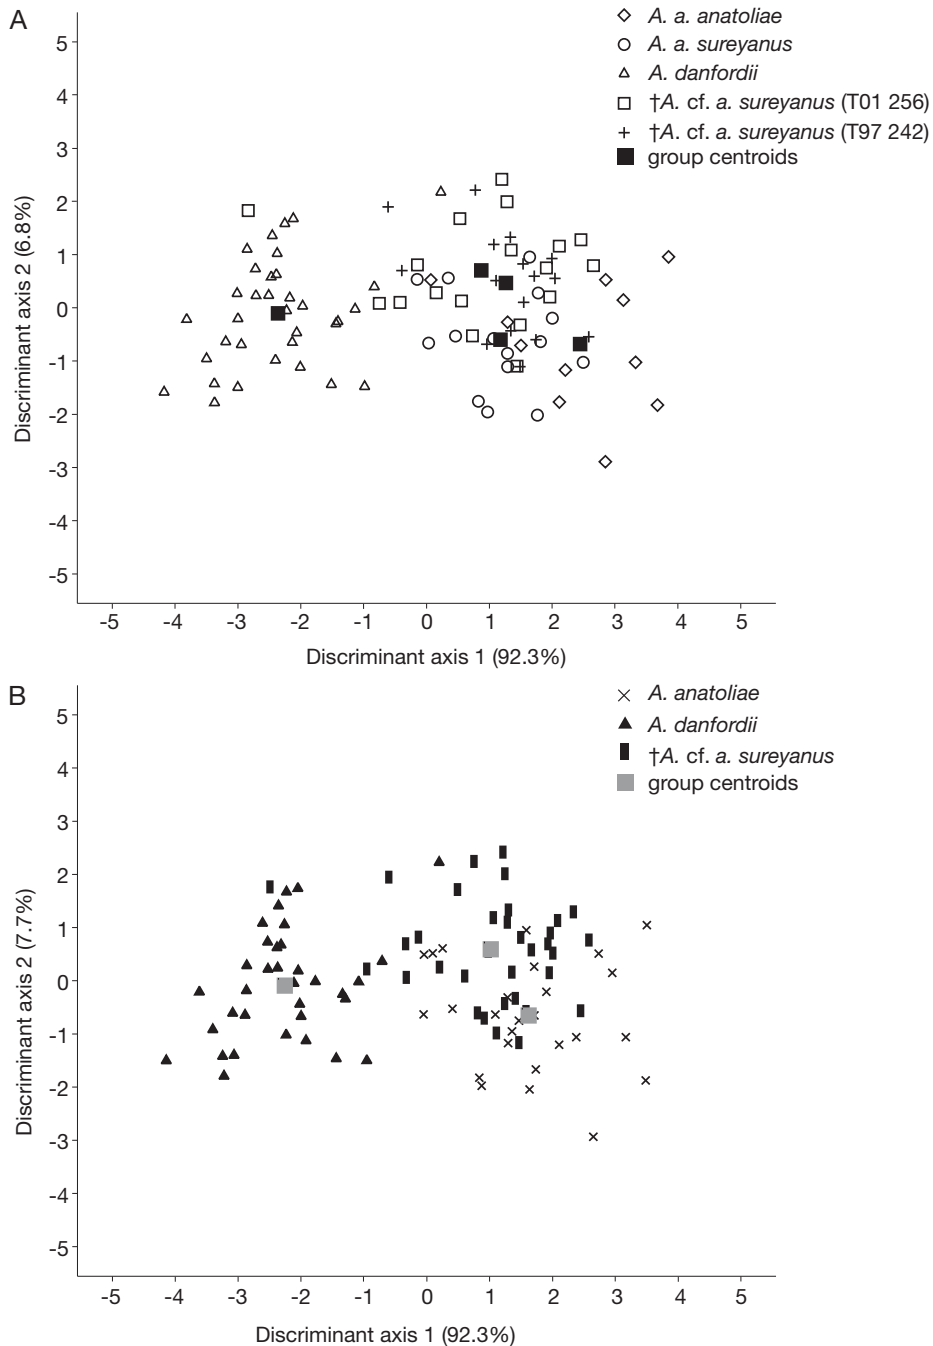 A
A. a. anatoliae
A. a. sureyanus
A. danfordii
†A. cf. a. sureyanus (T01 256)
†A. cf. a. sureyanus (T97 242)
group centroids
Discriminant axis 2 (6.8%)
5
4
3
2
1
0
-1
-2
-3
-4
-5
-5 -4 -3 -2 -1 0 1 2 3 4 5
Discriminant axis 1 (92.3%)
B
A. anatoliae
A. danfordii
†A. cf. a. sureyanus
group centroids
Discriminant axis 2 (7.7%)
5
4
3
2
1
0
-1
-2
-3
-4
-5
-5 -4 -3 -2 -1 0 1 2 3 4 5
Discriminant axis 1 (92.3%)